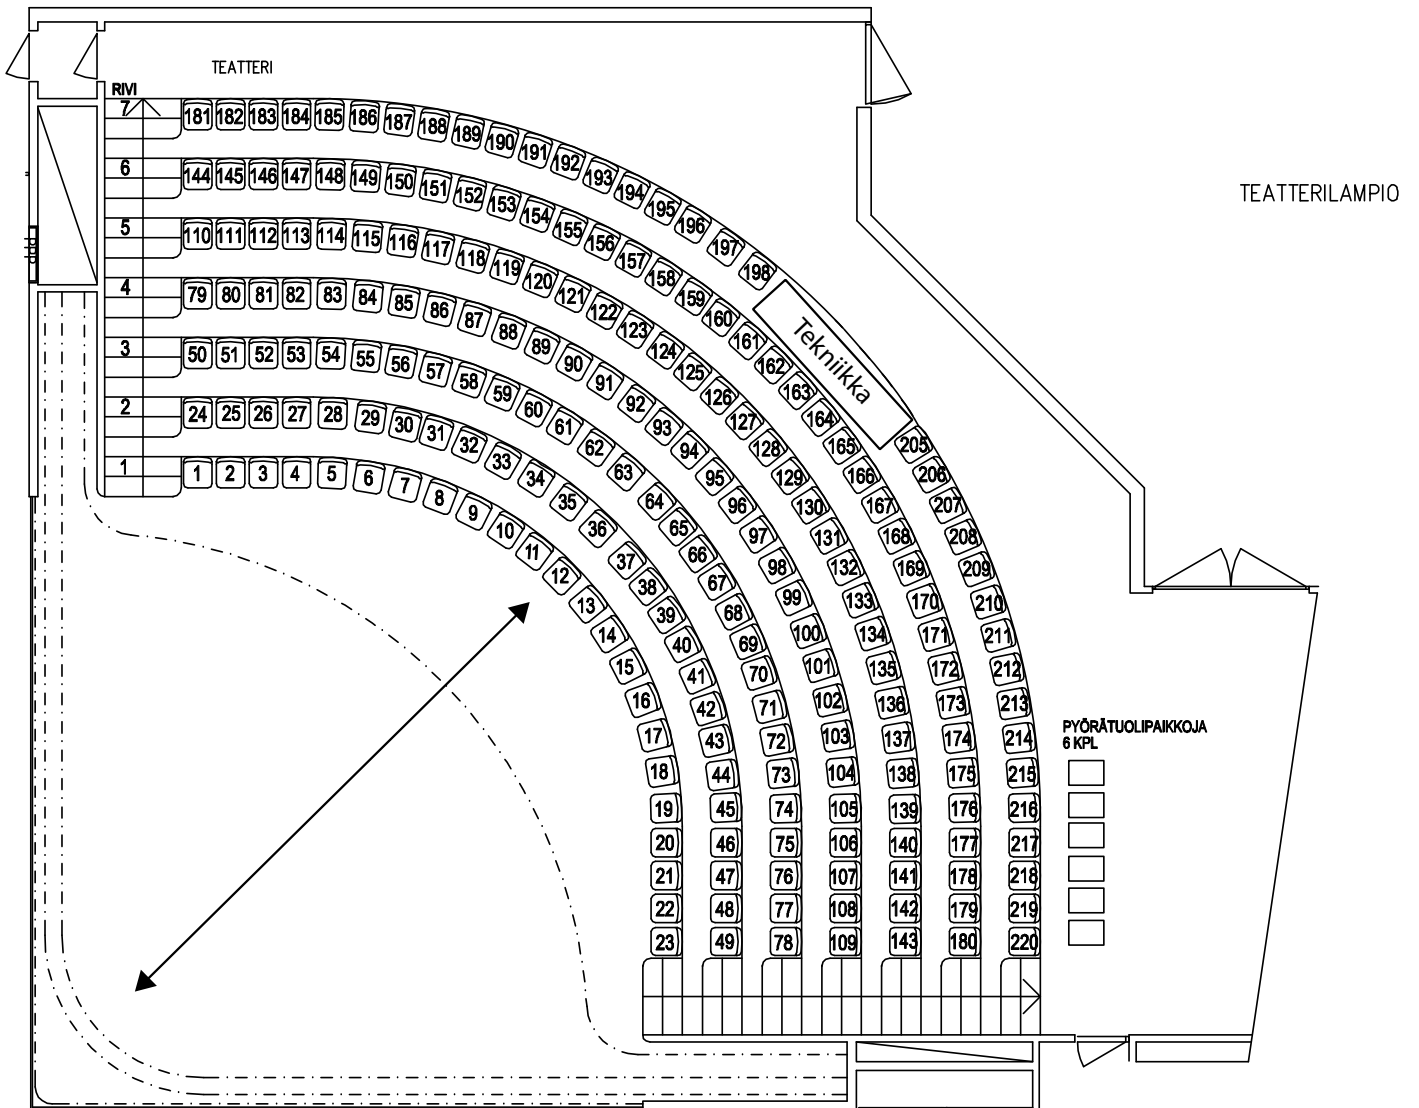 TEATTERI
RIVI
7
181 182 183 184 185 186 187 188 189 190 191 192 193 194 195 196 197 198
Tekniikka
205 206 207 208 209 210 211 212 213 214 215 216 217 218 219 220
6
144 145 146 147 148 149 150 151 152 153 154 155 156 157 158 159 160 161 162 163 164 165 166 167 168 169 170 171 172 173 174 175 176 177 178 179 180
5
110 111 112 113 114 115 116 117 118 119 120 121 122 123 124 125 126 127 128 129 130 131 132 133 134 135 136 137 138 139 140 141 142 143
4
79 80 81 82 83 84 85 86 87 88 89 90 91 92 93 94 95 96 97 98 99 100 101 102 103 104 105 106 107 108 109
3
50 51 52 53 54 55 56 57 58 59 60 61 62 63 64 65 66 67 68 69 70 71 72 73 74 75 76 77 78
2
24 25 26 27 28 29 30 31 32 33 34 35 36 37 38 39 40 41 42 43 44 45 46 47 48 49
1
1 2 3 4 5 6 7 8 9 10 11 12 13 14 15 16 17 18 19 20 21 22 23
TEATTERILAMPIO
PYÖRÄTUOLIPAIKKOJA
6 KPL